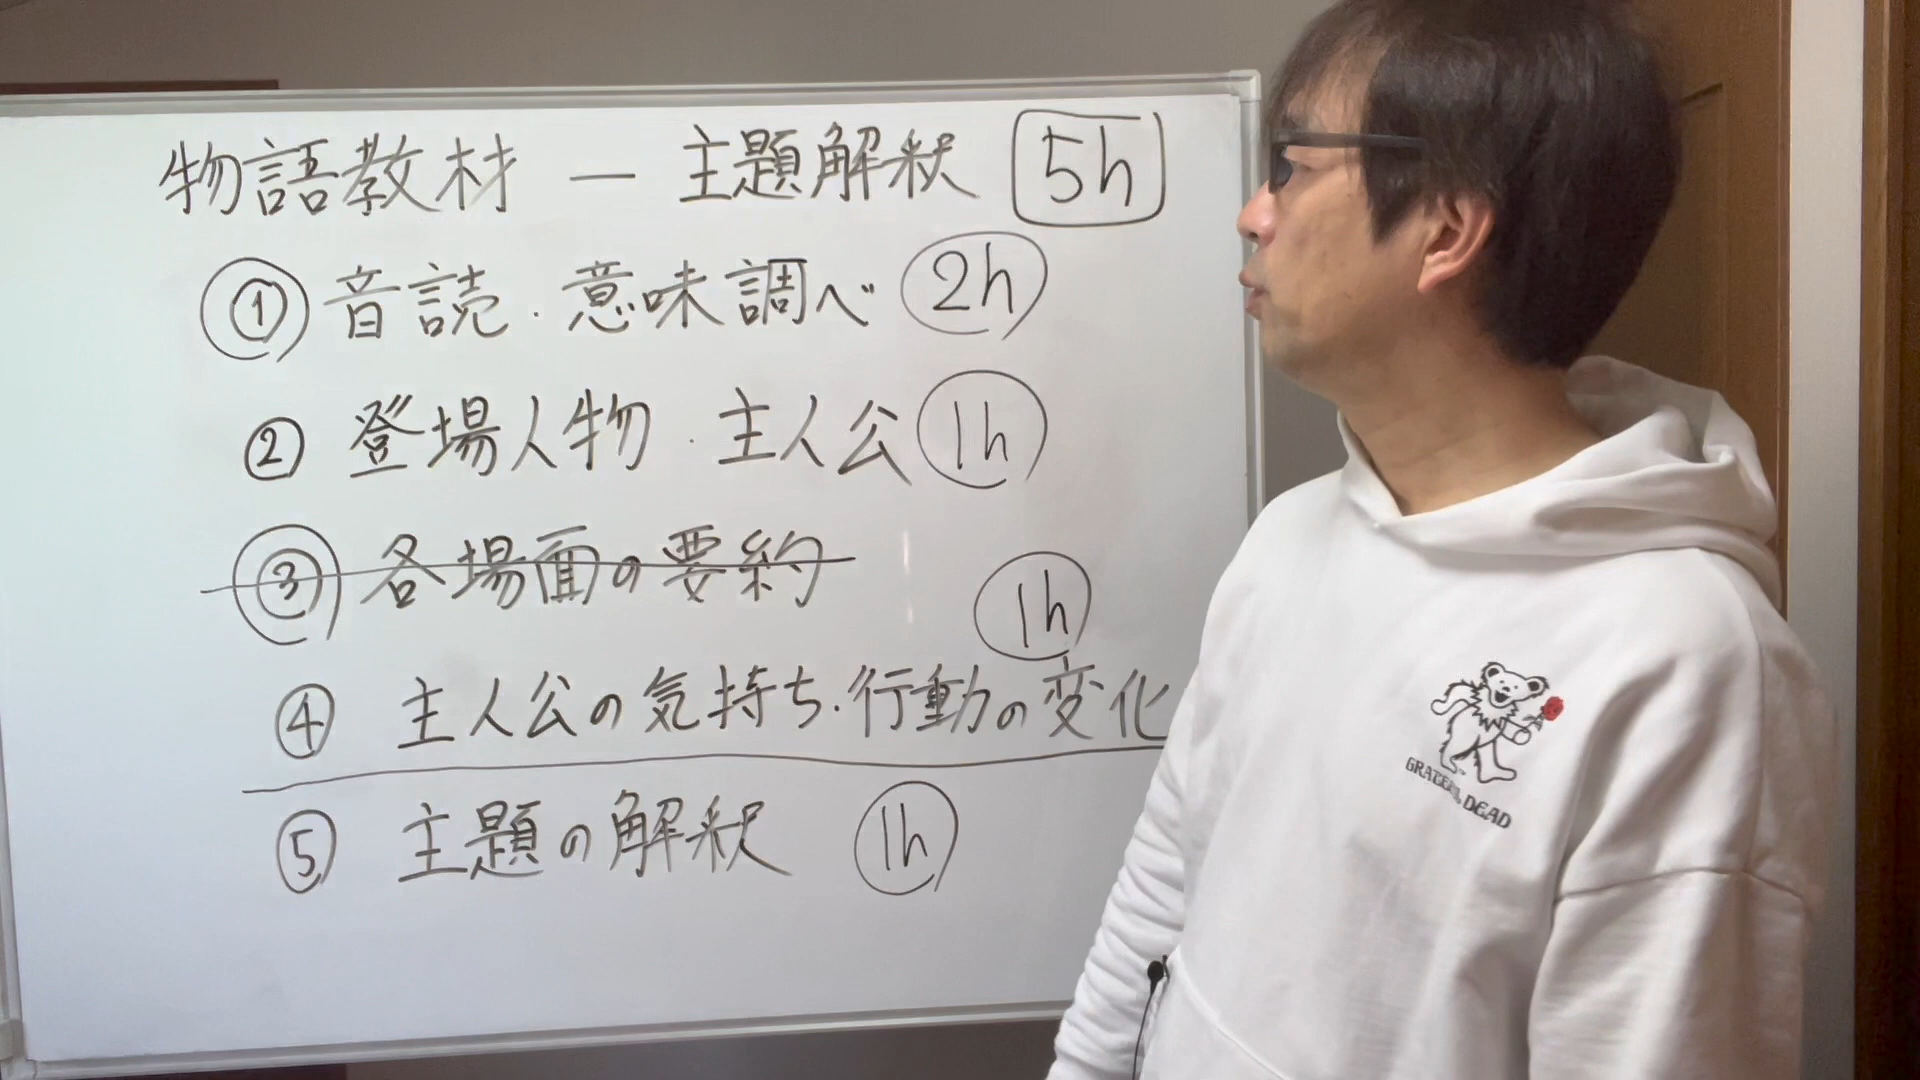 物語教材 — 主題解釈 5h
① 音読・意味調べ 2h
② 登場人物・主人公 1h
③ 各場面の要約
1h
④ 主人公の気持ち・行動の変化
⑤ 主題の解釈 1h
GRATEFUL DEAD